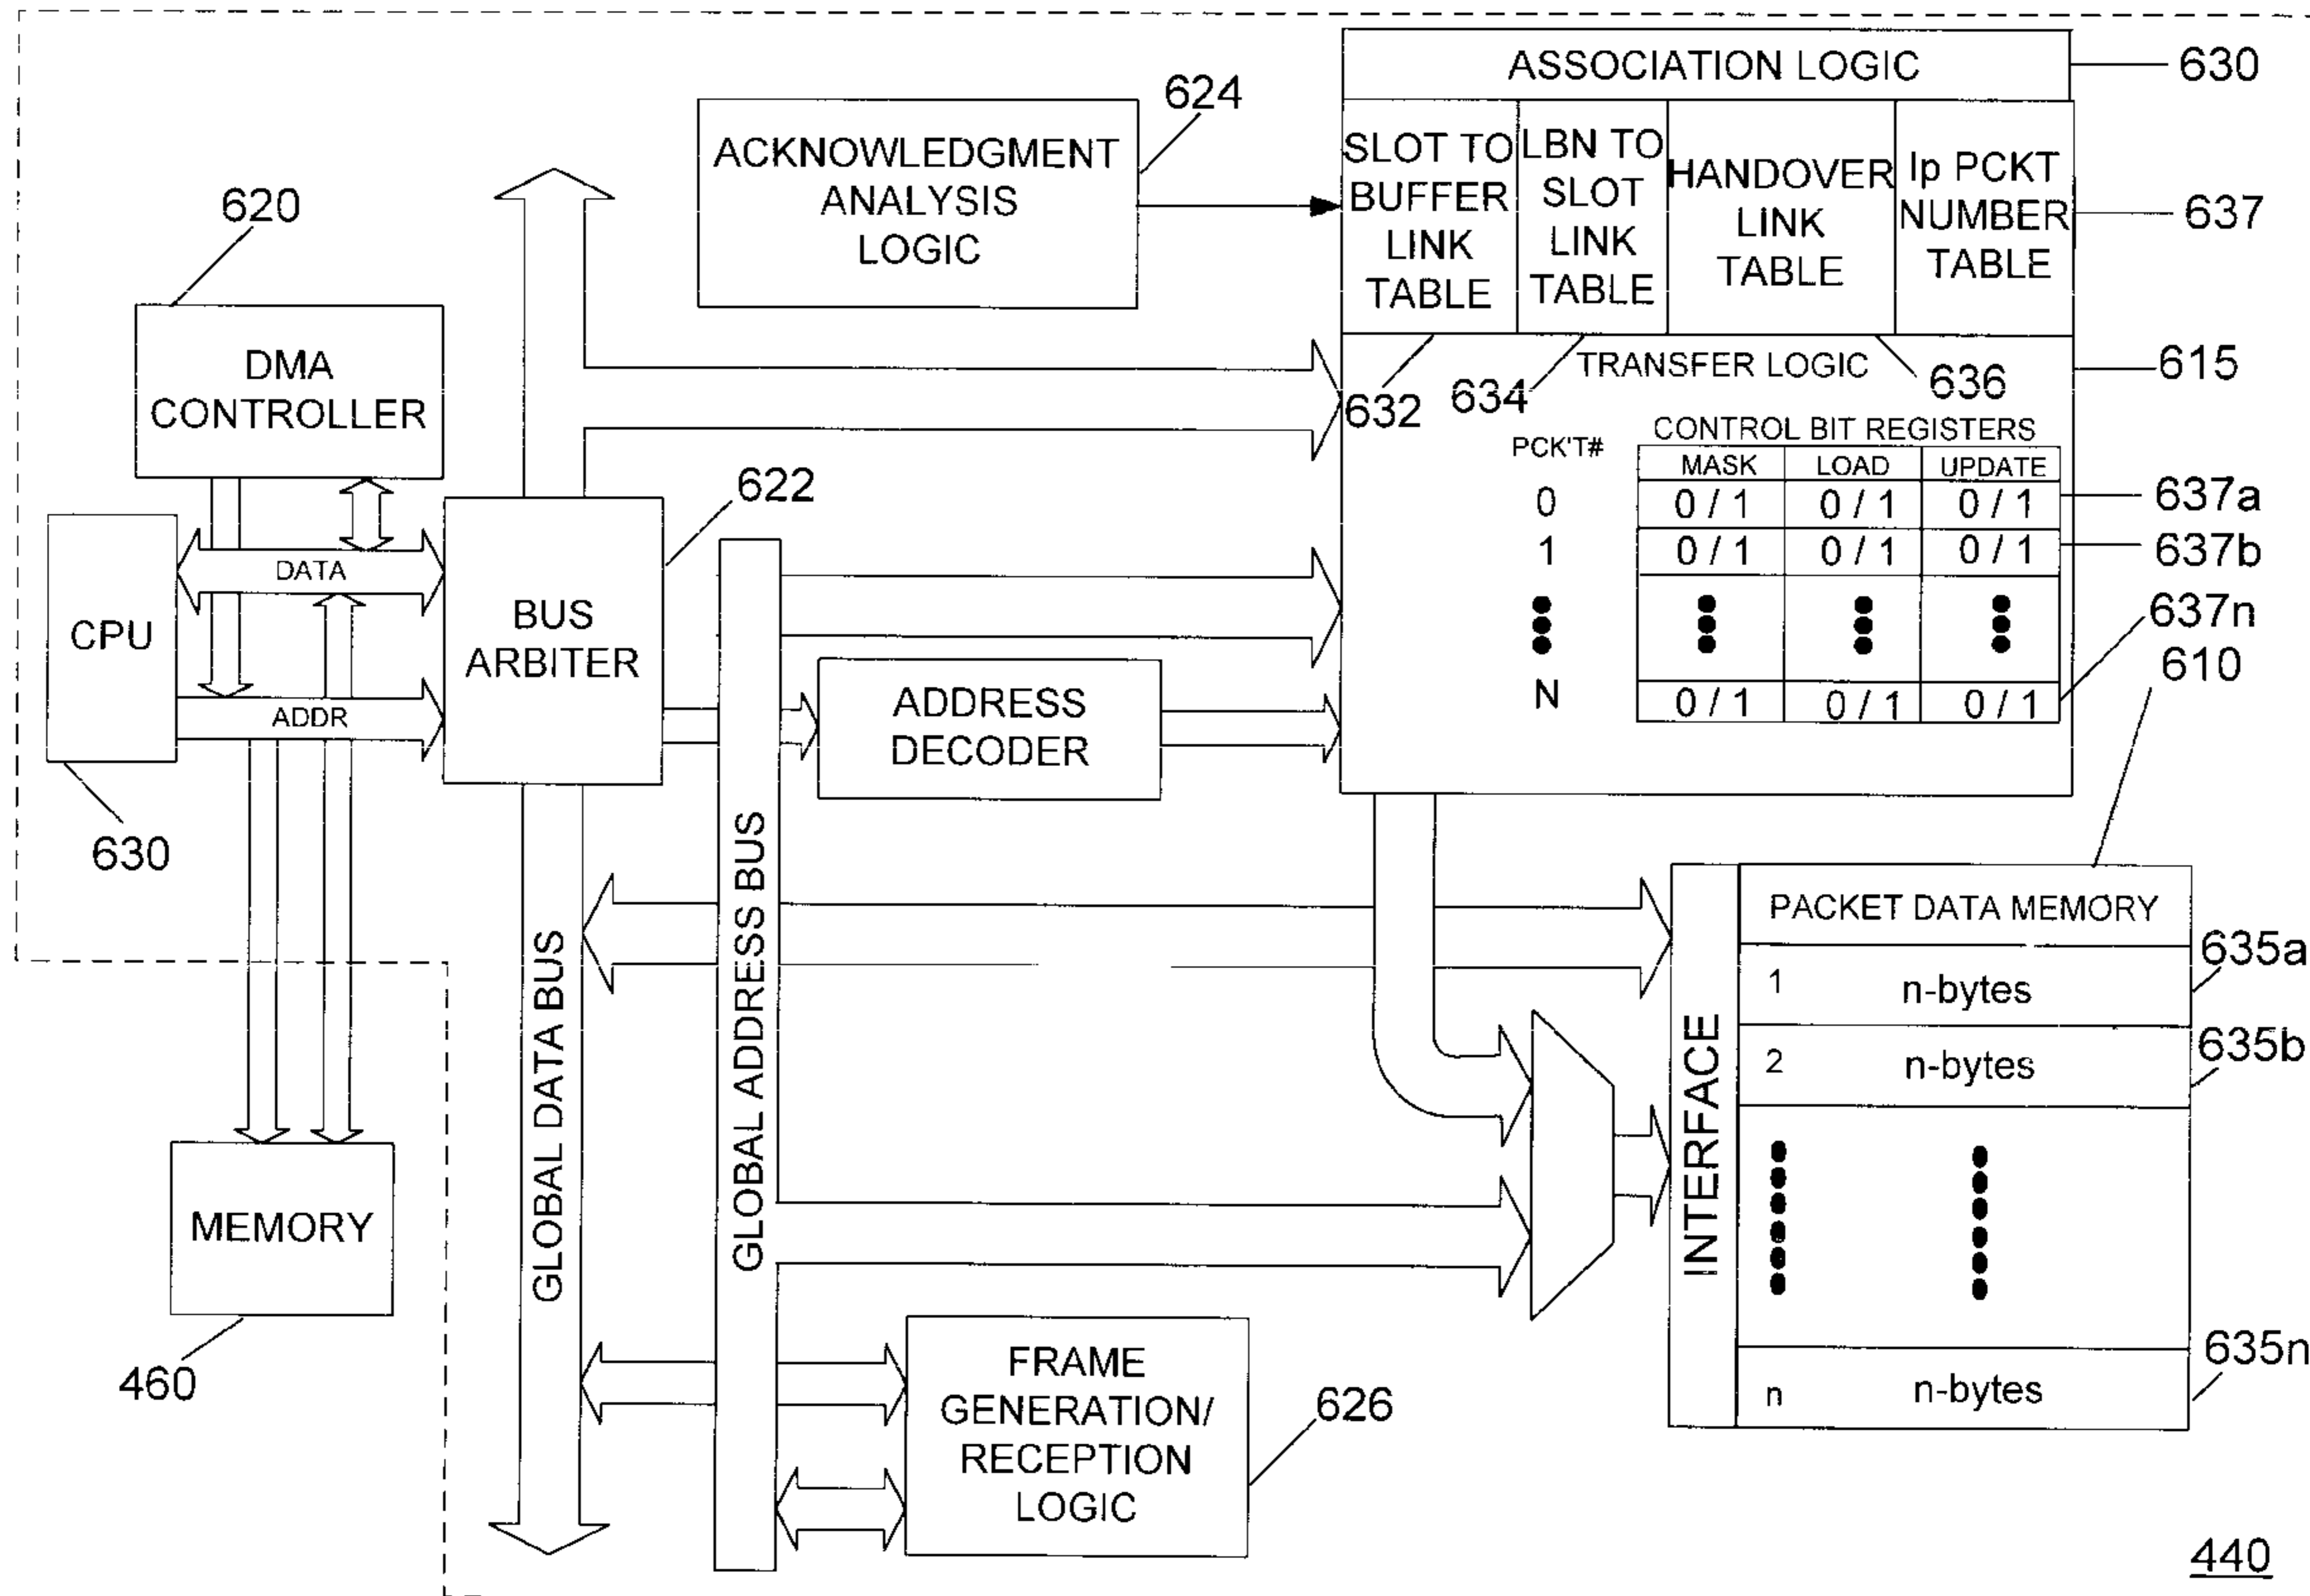 ASSOCIATION LOGIC
630
624
ACKNOWLEDGMENT
ANALYSIS
LOGIC
SLOT TO
BUFFER
LINK
TABLE
LBN TO
SLOT
LINK
TABLE
HANDOVER
LINK
TABLE
Ip PCKT
NUMBER
TABLE
637
620
DMA
CONTROLLER
632
634
TRANSFER LOGIC
636
615
PCK'T#
CONTROL BIT REGISTERS
MASK LOAD UPDATE
0 0 / 1 0 / 1 0 / 1 637a
1 0 / 1 0 / 1 0 / 1 637b
637n
N 0 / 1 0 / 1 0 / 1
610
622
CPU
DATA
ADDR
BUS
ARBITER
630
ADDRESS
DECODER
GLOBAL DATA BUS
GLOBAL ADDRESS BUS
INTERFACE
PACKET DATA MEMORY
635a
1 n-bytes
635b
2 n-bytes
635n
n n-bytes
MEMORY
460
FRAME
GENERATION/
RECEPTION
LOGIC
626
440